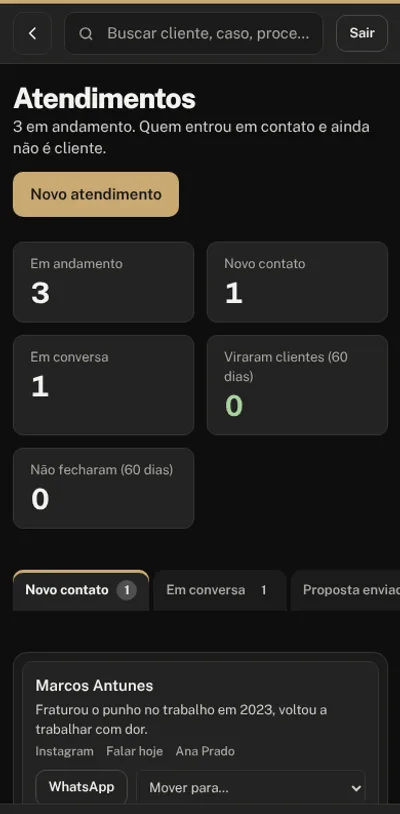 Buscar cliente, caso, proce...
Sair
Atendimentos
3 em andamento. Quem entrou em contato e ainda
não é cliente.
Novo atendimento
Em andamento
3
Novo contato
1
Em conversa
1
Viraram clientes (60
dias)
0
Não fecharam (60 dias)
0
Novo contato 1
Em conversa 1
Proposta enviad
Marcos Antunes
Fraturou o punho no trabalho em 2023, voltou a
trabalhar com dor.
Instagram Falar hoje Ana Prado
WhatsApp
Mover para...